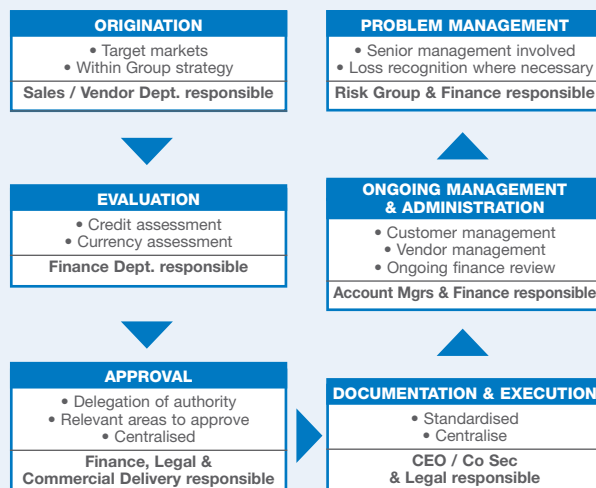 ORIGINATION
• Target markets
• Within Group strategy
Sales / Vendor Dept. responsible
EVALUATION
• Credit assessment
• Currency assessment
Finance Dept. responsible
APPROVAL
• Delegation of authority
• Relevant areas to approve
• Centralised
Finance, Legal &
Commercial Delivery responsible
DOCUMENTATION & EXECUTION
• Standardised
• Centralise
CEO / Co Sec
& Legal responsible
ONGOING MANAGEMENT
& ADMINISTRATION
• Customer management
• Vendor management
• Ongoing finance review
Account Mgrs & Finance responsible
PROBLEM MANAGEMENT
• Senior management involved
• Loss recognition where necessary
Risk Group & Finance responsible